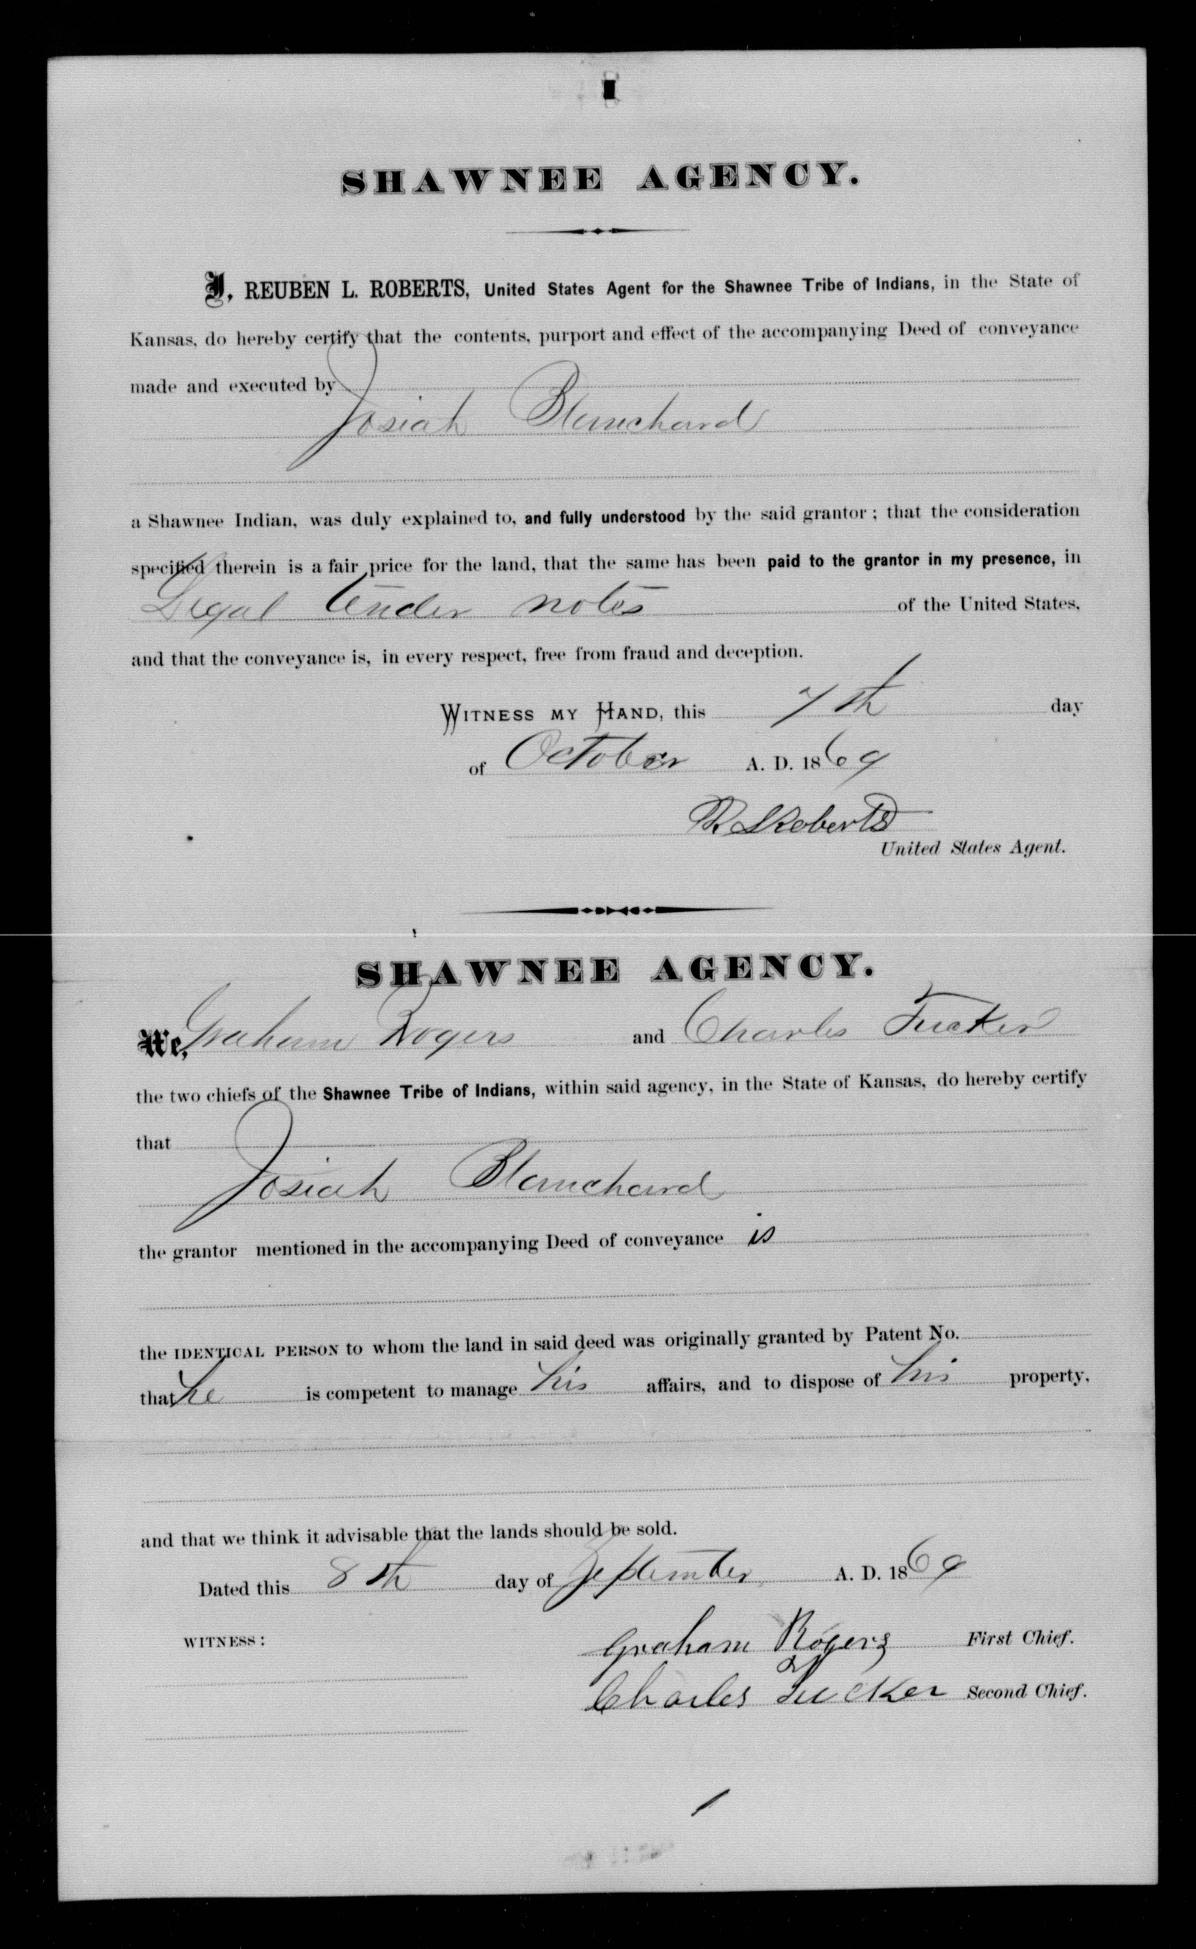 SHAWNEE AGENCY.
I, REUBEN L. ROBERTS, United States Agent for the Shawnee Tribe of Indians, in the State of
Kansas, do hereby certify that the contents, purport and effect of the accompanying Deed of conveyance
made and executed by
Josiah Blanchard
a Shawnee Indian, was duly explained to, and fully understood by the said grantor; that the consideration
specified therein is a fair price for the land, that the same has been paid to the grantor in my presence, in
Legal tender notes of the United States,
and that the conveyance is, in every respect, free from fraud and deception.
WITNESS MY HAND, this 7th day
of October A. D. 1869
R L Roberts
United States Agent.
SHAWNEE AGENCY.
We, Graham Rogers and Charles Tucker
the two chiefs of the Shawnee Tribe of Indians, within said agency, in the State of Kansas, do hereby certify
that
Josiah Blanchard
the grantor mentioned in the accompanying Deed of conveyance is
the IDENTICAL PERSON to whom the land in said deed was originally granted by Patent No.
that he is competent to manage his affairs, and to dispose of his property,
and that we think it advisable that the lands should be sold.
Dated this 8th day of September A. D. 1869
WITNESS: Graham Rogers First Chief.
Charles Tucker Second Chief.